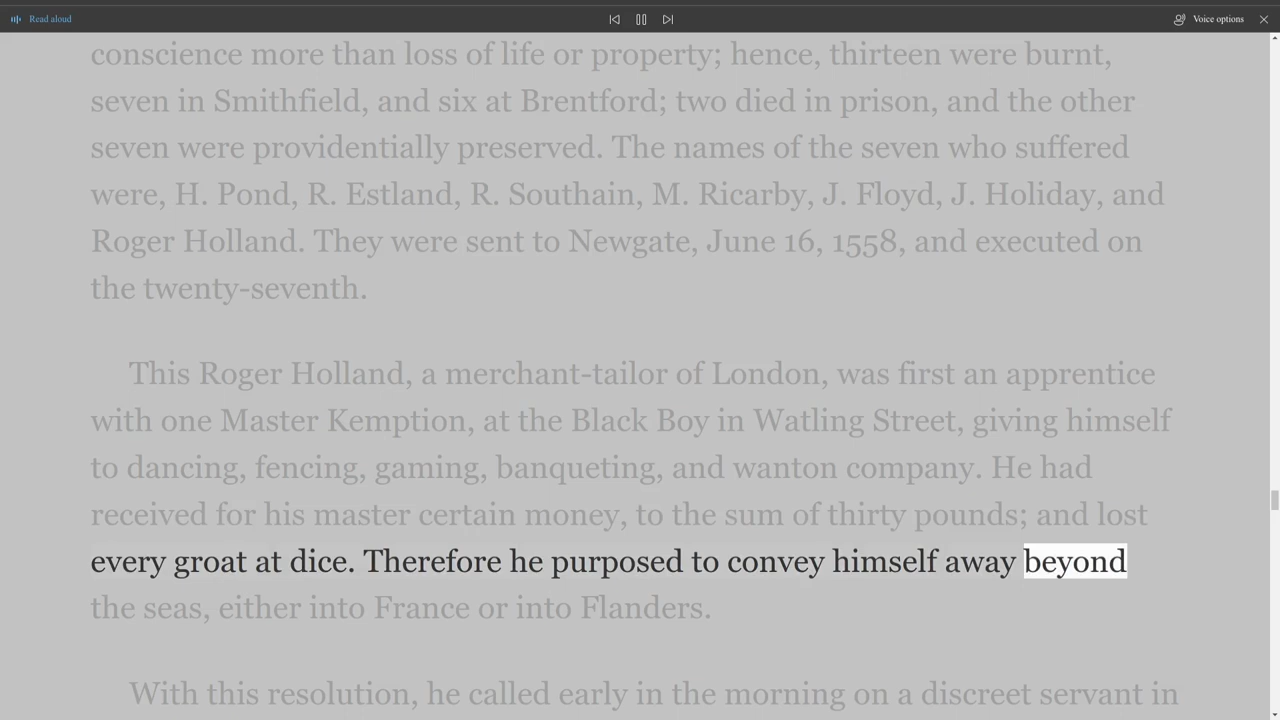 Read aloud
Voice options
conscience more than loss of life or property; hence, thirteen were burnt,
seven in Smithfield, and six at Brentford; two died in prison, and the other
seven were providentially preserved. The names of the seven who suffered
were, H. Pond, R. Estland, R. Southain, M. Ricarby, J. Floyd, J. Holiday, and
Roger Holland. They were sent to Newgate, June 16, 1558, and executed on
the twenty-seventh.
This Roger Holland, a merchant-tailor of London, was first an apprentice
with one Master Kemption, at the Black Boy in Watling Street, giving himself
to dancing, fencing, gaming, banqueting, and wanton company. He had
received for his master certain money, to the sum of thirty pounds; and lost
every groat at dice. Therefore he purposed to convey himself away beyond
the seas, either into France or into Flanders.
With this resolution, he called early in the morning on a discreet servant in